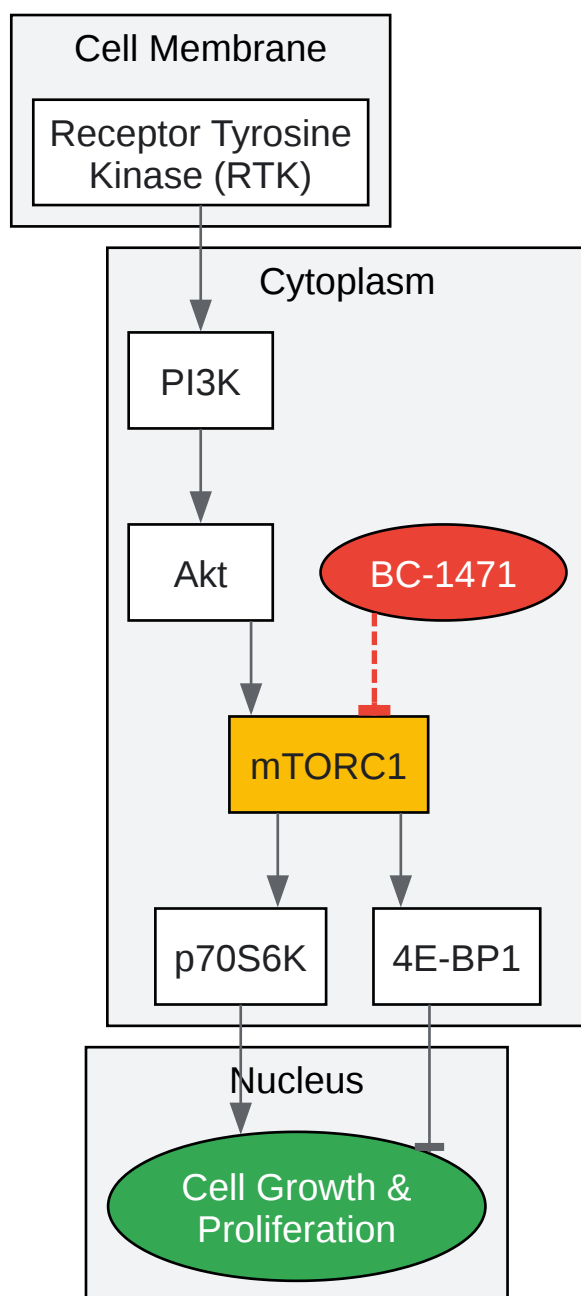 Cell Membrane
Receptor Tyrosine
Kinase (RTK)
Cytoplasm
PI3K
Akt
BC-1471
mTORC1
p70S6K
4E-BP1
Nucleus
Cell Growth &
Proliferation